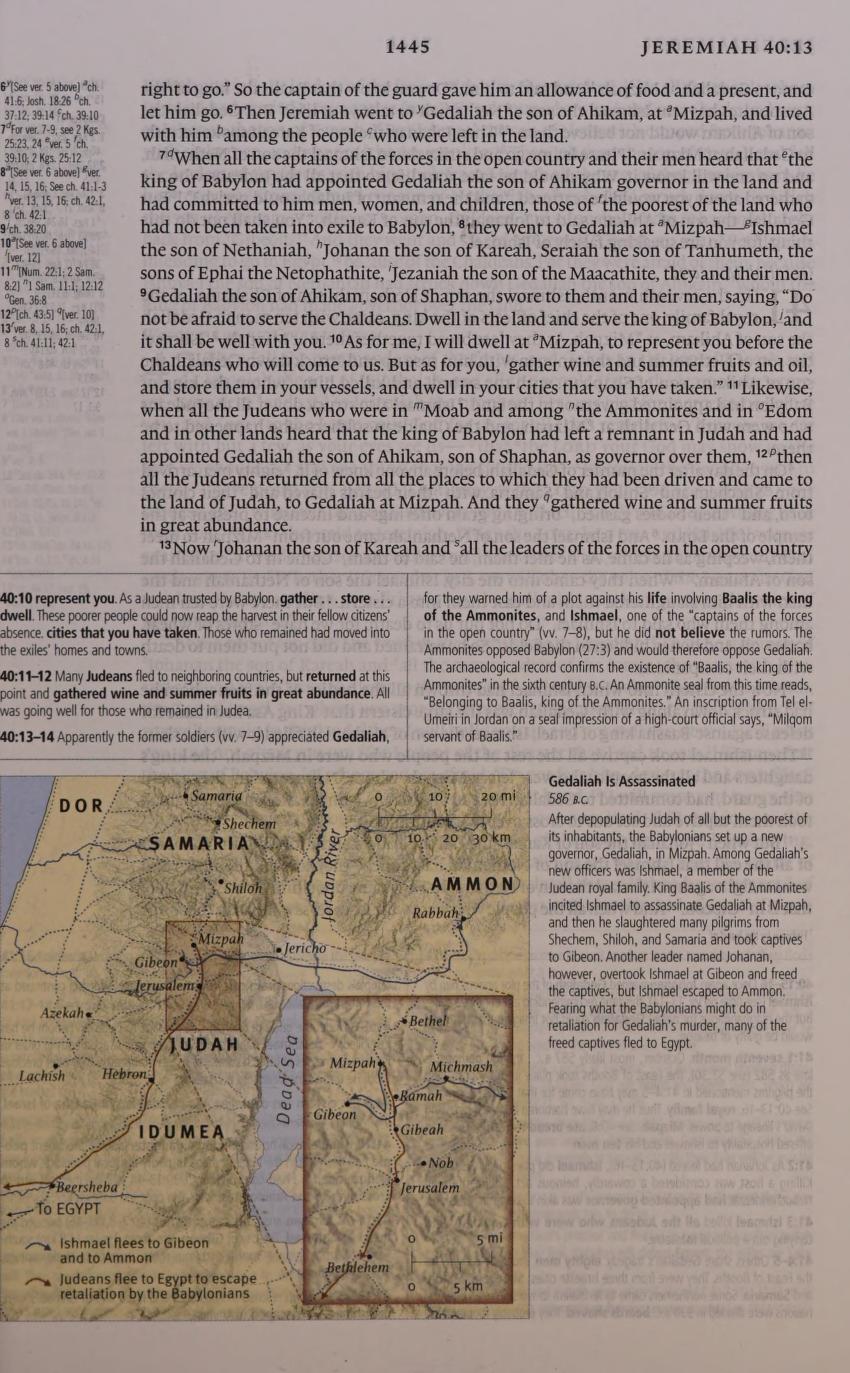 1445
JEREMIAH 40:13
6 y[See ver. 5 above] a ch.
41:6; Josh. 18:26 b ch.
37:12; 39:14 c ch. 39:10
7 d For ver. 7-9, see 2 Kgs.
25:23, 24 e ver. 5 f ch.
39:10; 2 Kgs. 25:12
8 a[See ver. 6 above] g ver.
14, 15, 16; See ch. 41:1-3
h ver. 13, 15, 16; ch. 42:1,
8 i ch. 42:1
9 j ch. 38:20
10 a[See ver. 6 above]
l[ver. 12]
11 m[Num. 22:1; 2 Sam.
8:2] n 1 Sam. 11:1; 12:12
o Gen. 36:8
12 p[ch. 43:5] q[ver. 10]
13 r ver. 8, 15, 16; ch. 42:1,
8 s ch. 41:11; 42:1
right to go.” So the captain of the guard gave him an allowance of food and a present, and
let him go. 6 Then Jeremiah went to y Gedaliah the son of Ahikam, at a Mizpah, and lived
with him b among the people c who were left in the land.
7 d When all the captains of the forces in the open country and their men heard that e the
king of Babylon had appointed Gedaliah the son of Ahikam governor in the land and
had committed to him men, women, and children, those of f the poorest of the land who
had not been taken into exile to Babylon, 8 they went to Gedaliah at a Mizpah—g Ishmael
the son of Nethaniah, h Johanan the son of Kareah, Seraiah the son of Tanhumeth, the
sons of Ephai the Netophathite, i Jezaniah the son of the Maacathite, they and their men.
9 Gedaliah the son of Ahikam, son of Shaphan, swore to them and their men, saying, “Do
not be afraid to serve the Chaldeans. Dwell in the land and serve the king of Babylon, j and
it shall be well with you. 10 As for me, I will dwell at a Mizpah, to represent you before the
Chaldeans who will come to us. But as for you, l gather wine and summer fruits and oil,
and store them in your vessels, and dwell in your cities that you have taken.” 11 Likewise,
when all the Judeans who were in m Moab and among n the Ammonites and in o Edom
and in other lands heard that the king of Babylon had left a remnant in Judah and had
appointed Gedaliah the son of Ahikam, son of Shaphan, as governor over them, 12 p then
all the Judeans returned from all the places to which they had been driven and came to
the land of Judah, to Gedaliah at Mizpah. And they q gathered wine and summer fruits
in great abundance.
13 Now r Johanan the son of Kareah and s all the leaders of the forces in the open country
40:10 represent you. As a Judean trusted by Babylon. gather . . . store . . .
dwell. These poorer people could now reap the harvest in their fellow citizens’
absence. cities that you have taken. Those who remained had moved into
the exiles’ homes and towns.
40:11–12 Many Judeans fled to neighboring countries, but returned at this
point and gathered wine and summer fruits in great abundance. All
was going well for those who remained in Judea.
40:13–14 Apparently the former soldiers (vv. 7–9) appreciated Gedaliah,
for they warned him of a plot against his life involving Baalis the king
of the Ammonites, and Ishmael, one of the “captains of the forces
in the open country” (vv. 7–8), but he did not believe the rumors. The
Ammonites opposed Babylon (27:3) and would therefore oppose Gedaliah.
The archaeological record confirms the existence of “Baalis, the king of the
Ammonites” in the sixth century B.C. An Ammonite seal from this time reads,
“Belonging to Baalis, king of the Ammonites.” An inscription from Tel el-
Umeiri in Jordan on a seal impression of a high-court official says, “Milqom
servant of Baalis.”
DOR
Samaria
0 10 20 mi
Shechem
SAMARIA
0 10 20 30 km
Jordan River
Shiloh
AMMON
Rabbah
Mizpah
Jericho
Gibeon
Jerusalem
Azekah
JUDAH
Dead Sea
Lachish
Hebron
IDUMEA
Beersheba
To EGYPT
Ishmael flees to Gibeon
and to Ammon
Judeans flee to Egypt to escape
retaliation by the Babylonians
Bethel
Mizpah
Michmash
Ramah
Gibeon
Gibeah
Nob
Jerusalem
0 5 mi
Bethlehem
0 5 km
Gedaliah Is Assassinated
586 B.C.
After depopulating Judah of all but the poorest of
its inhabitants, the Babylonians set up a new
governor, Gedaliah, in Mizpah. Among Gedaliah’s
new officers was Ishmael, a member of the
Judean royal family. King Baalis of the Ammonites
incited Ishmael to assassinate Gedaliah at Mizpah,
and then he slaughtered many pilgrims from
Shechem, Shiloh, and Samaria and took captives
to Gibeon. Another leader named Johanan,
however, overtook Ishmael at Gibeon and freed
the captives, but Ishmael escaped to Ammon.
Fearing what the Babylonians might do in
retaliation for Gedaliah’s murder, many of the
freed captives fled to Egypt.